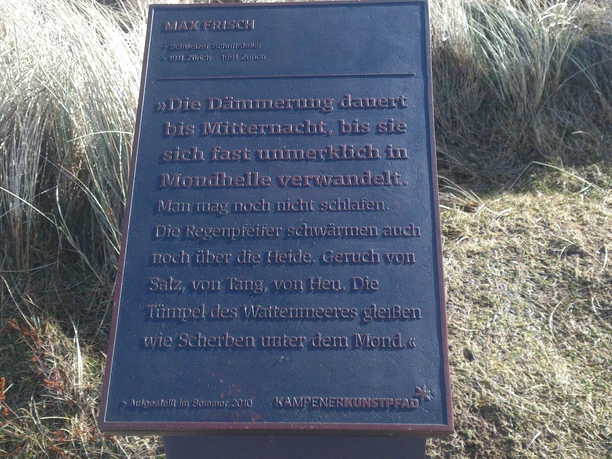 MAX FRISCH
> Schweizer Schriftsteller
> 1911 Zürich – 1991 Zürich
»Die Dämmerung dauert
bis Mitternacht, bis sie
sich fast unmerklich in
Mondhelle verwandelt.
Man mag noch nicht schlafen.
Die Regenpfeifer schwärmen auch
noch über die Heide. Geruch von
Salz, von Tang, von Heu. Die
Tümpel des Wattenmeeres gleißen
wie Scherben unter dem Mond.«
> Aufgestellt im Sommer 2010
KAMPENERKUNSTPFAD